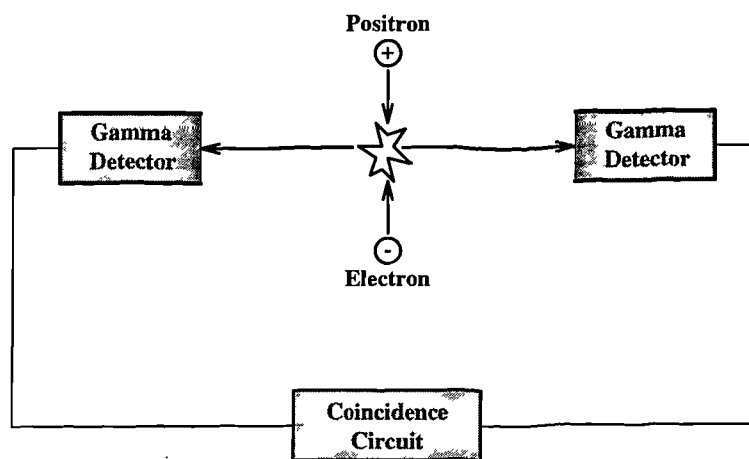 Positron
+
Gamma
Detector
Gamma
Detector
-
Electron
Coincidence
Circuit